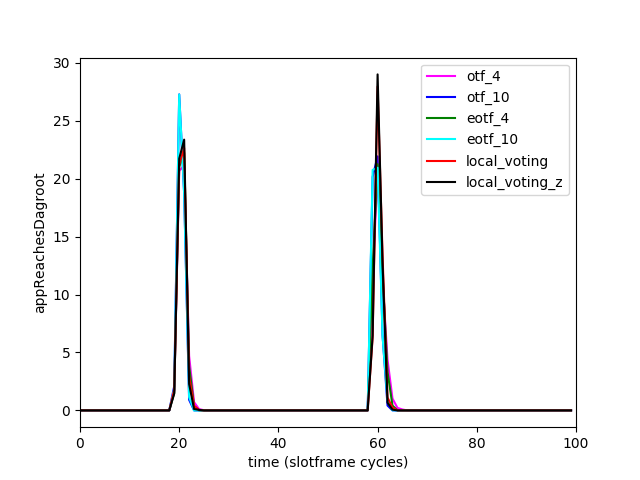 appReachesDagroot
30
25
20
15
10
5
0
0 20 40 60 80 100
time (slotframe cycles)
otf_4
otf_10
eotf_4
eotf_10
local_voting
local_voting_z